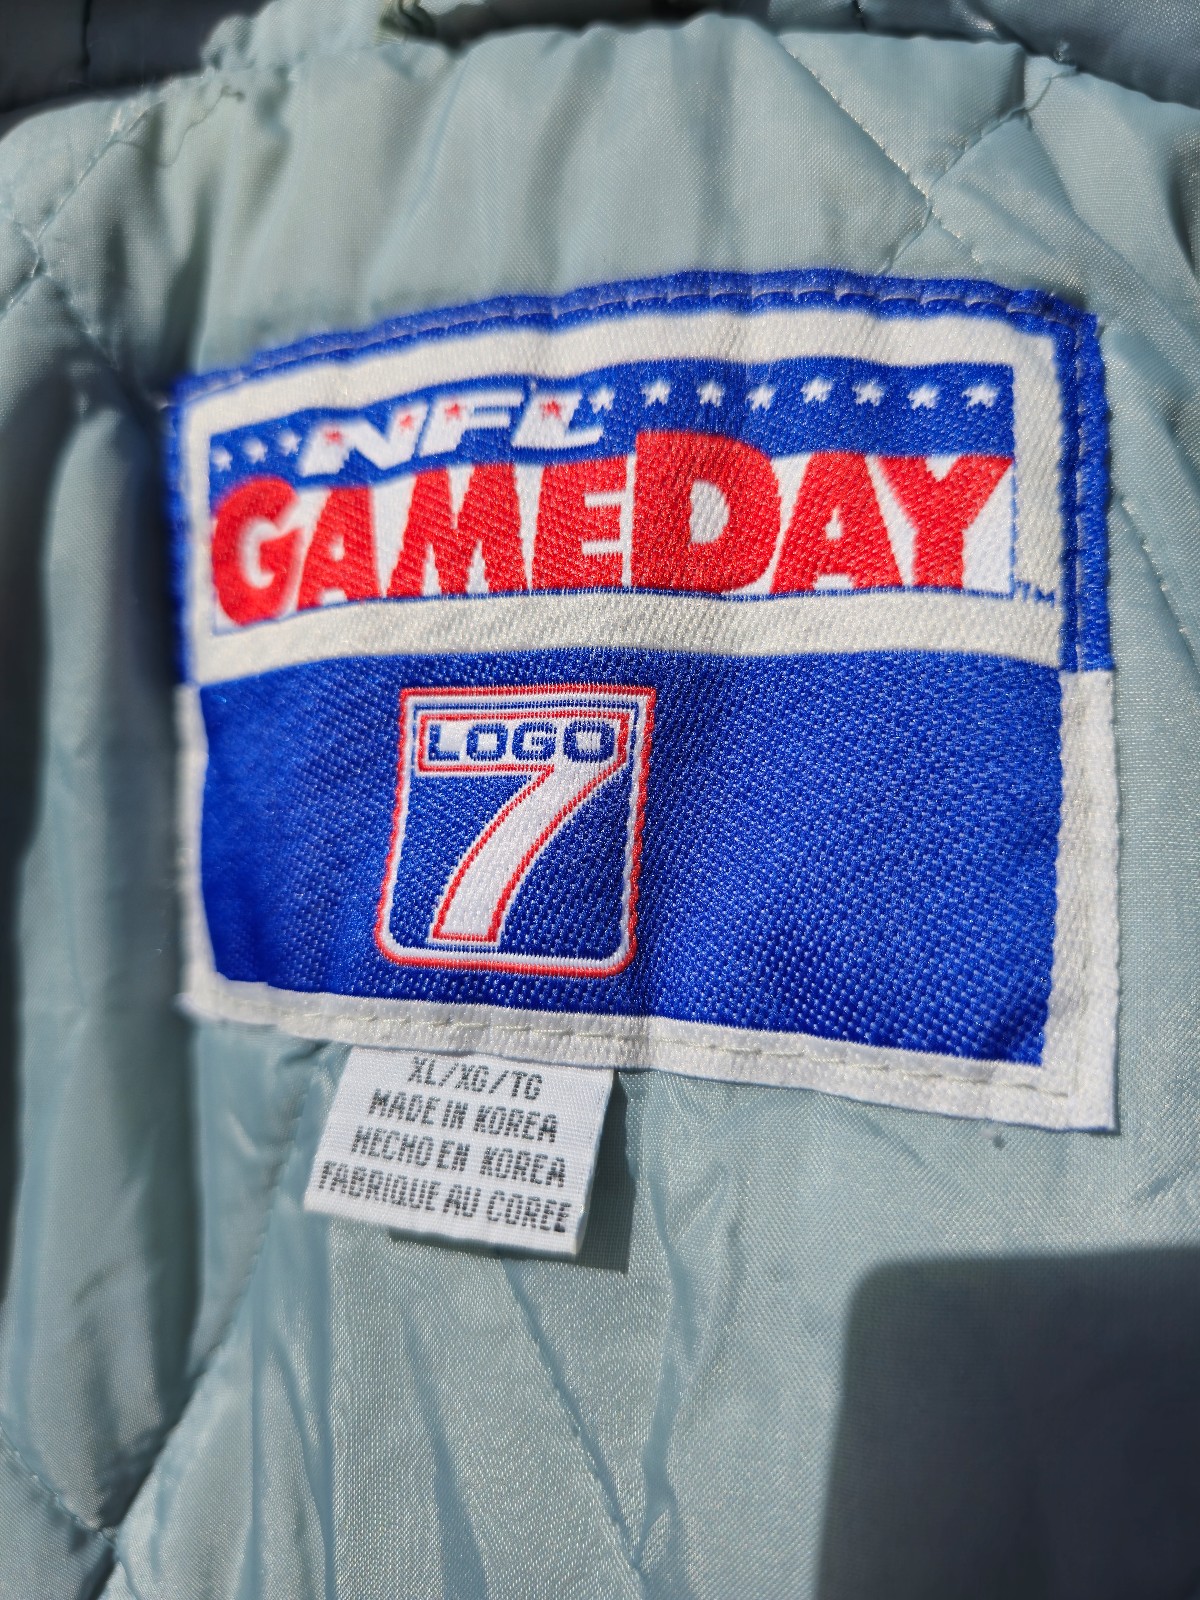 NFL
GAMEDAY
TM
LOGO
7
XL/XG/TG
MADE IN KOREA
HECHO EN KOREA
FABRIQUE AU COREE